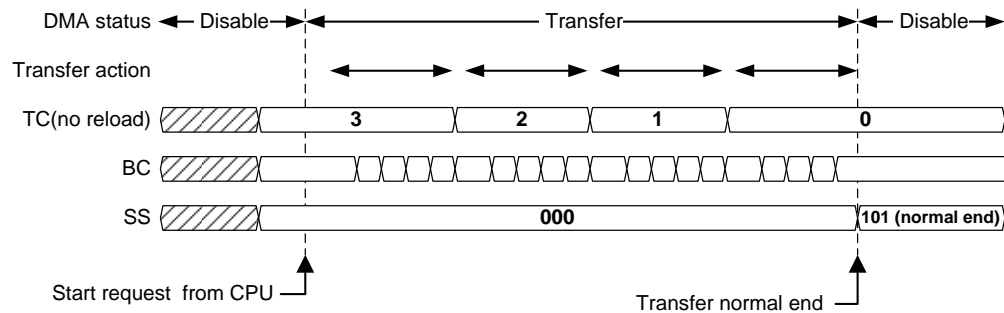 DMA status Disable Transfer Disable
Transfer action
TC(no reload) 3 2 1 0
BC
SS 000 101 (normal end)
Start request from CPU
Transfer normal end